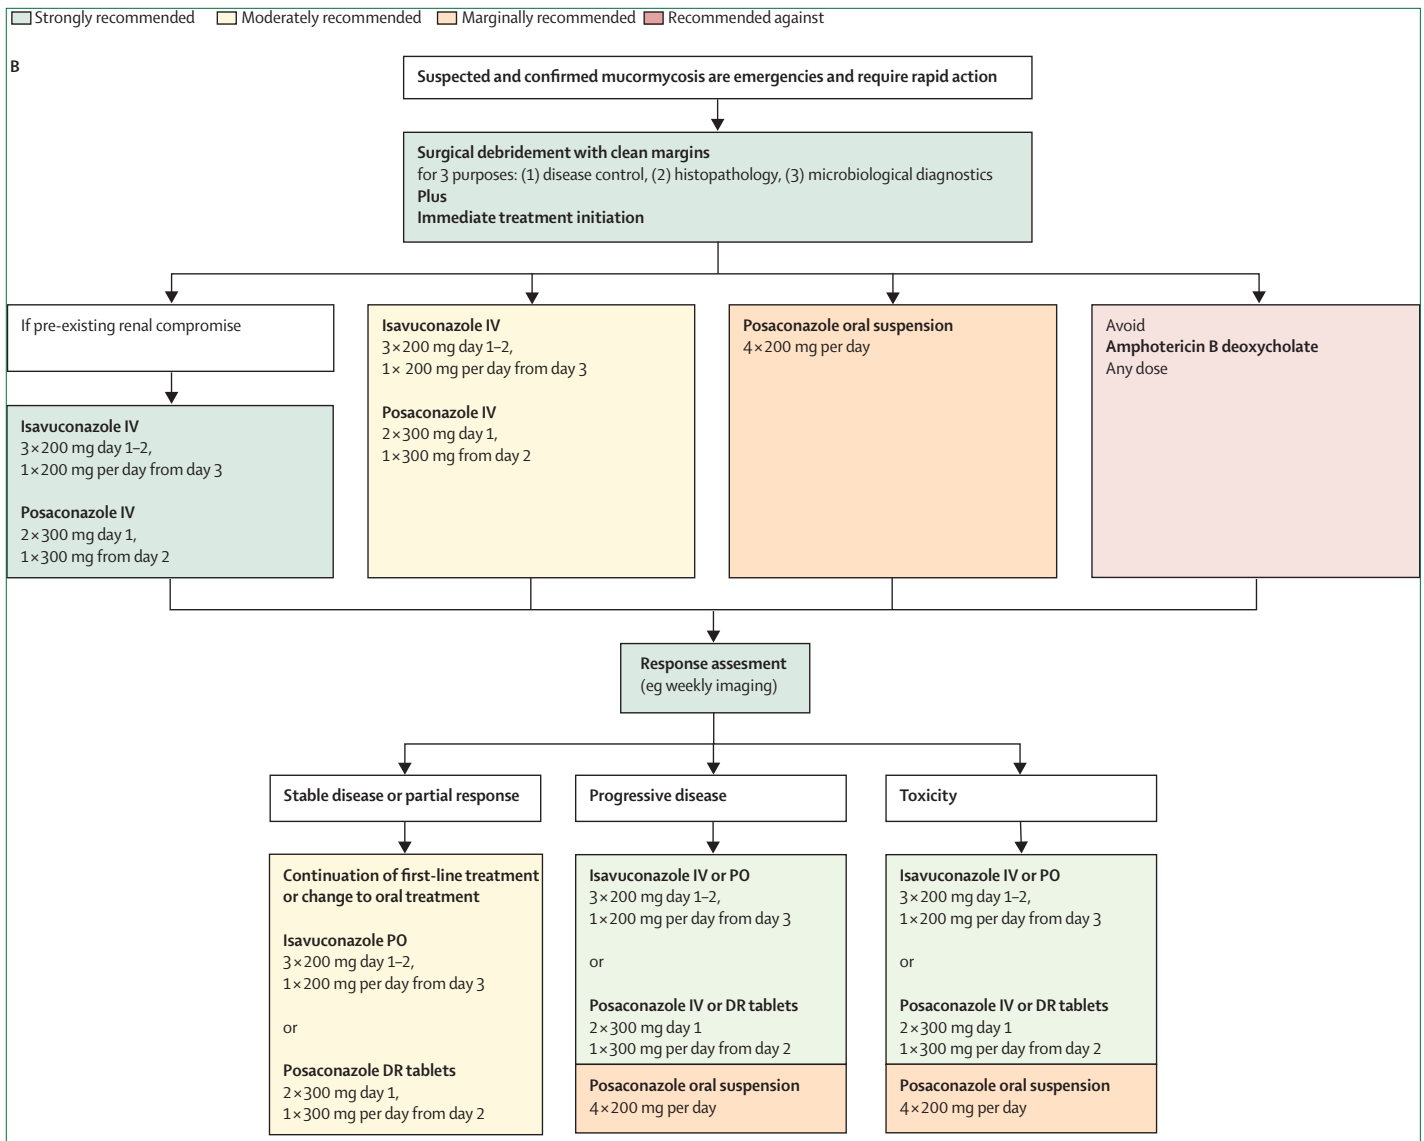 Strongly recommended Moderately recommended Marginally recommended Recommended against
B
Suspected and confirmed mucormycosis are emergencies and require rapid action
Surgical debridement with clean margins
for 3 purposes: (1) disease control, (2) histopathology, (3) microbiological diagnostics
Plus
Immediate treatment initiation
If pre-existing renal compromise
Isavuconazole IV
3×200 mg day 1–2,
1×200 mg per day from day 3
Posaconazole IV
2×300 mg day 1,
1×300 mg from day 2
Isavuconazole IV
3×200 mg day 1–2,
1× 200 mg per day from day 3
Posaconazole IV
2×300 mg day 1,
1×300 mg from day 2
Posaconazole oral suspension
4×200 mg per day
Avoid
Amphotericin B deoxycholate
Any dose
Response assesment
(eg weekly imaging)
Stable disease or partial response
Continuation of first-line treatment
or change to oral treatment
Isavuconazole PO
3×200 mg day 1–2,
1×200 mg per day from day 3
or
Posaconazole DR tablets
2×300 mg day 1,
1×300 mg per day from day 2
Progressive disease
Isavuconazole IV or PO
3×200 mg day 1–2,
1×200 mg per day from day 3
or
Posaconazole IV or DR tablets
2×300 mg day 1
1×300 mg per day from day 2
Posaconazole oral suspension
4×200 mg per day
Toxicity
Isavuconazole IV or PO
3×200 mg day 1–2,
1×200 mg per day from day 3
or
Posaconazole IV or DR tablets
2×300 mg day 1
1×300 mg per day from day 2
Posaconazole oral suspension
4×200 mg per day